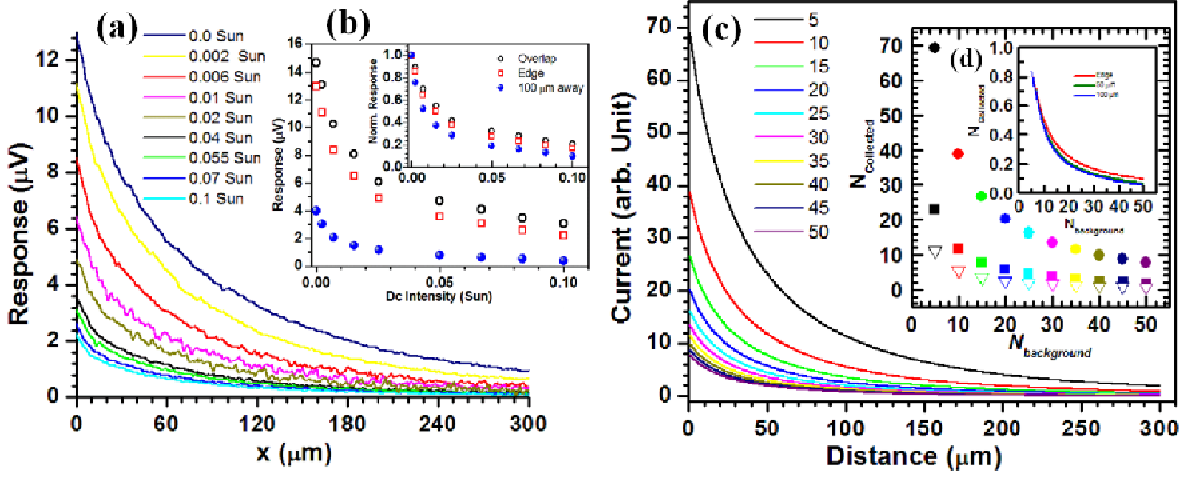 (a)
Response (μV)
12
10
8
6
4
2
0
0.0 Sun
0.002 Sun
0.006 Sun
0.01 Sun
0.02 Sun
0.04 Sun
0.055 Sun
0.07 Sun
0.1 Sun
0 60 120 180 240 300
x (μm)
(b)
Response (μV)
16
14
12
10
8
6
4
2
0
0.00 0.05 0.10
Dc Intensity (Sun)
Norm. Response
1.0
0.8
0.6
0.4
0.2
0.0
Overlap
Edge
100 μm away
0.00 0.05 0.10
(c)
Current (arb. Unit)
70
60
50
40
30
20
10
0
5
10
15
20
25
30
35
40
45
50
0 50 100 150 200 250 300
Distance (μm)
(d)
N Collected
70
60
50
40
30
20
10
0
0 10 20 30 40 50
N background
1.0
0.8
0.6
0.4
0.2
0.0
Edge
100 μm
0 10 20 30 40 50
N background